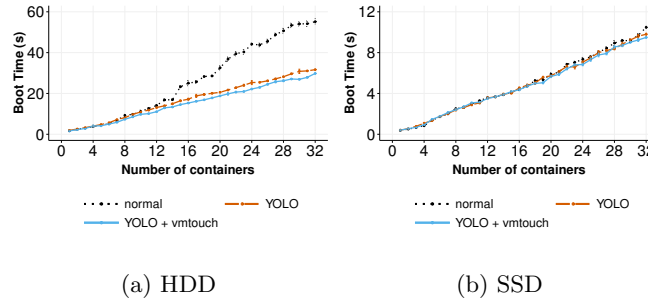 60
40
20
0
Boot Time (s)
0 4 8 12 16 20 24 28 32
Number of containers
normal
YOLO
YOLO + vmtouch
(a) HDD
12
8
4
0
Boot Time (s)
0 4 8 12 16 20 24 28 32
Number of containers
normal
YOLO
YOLO + vmtouch
(b) SSD